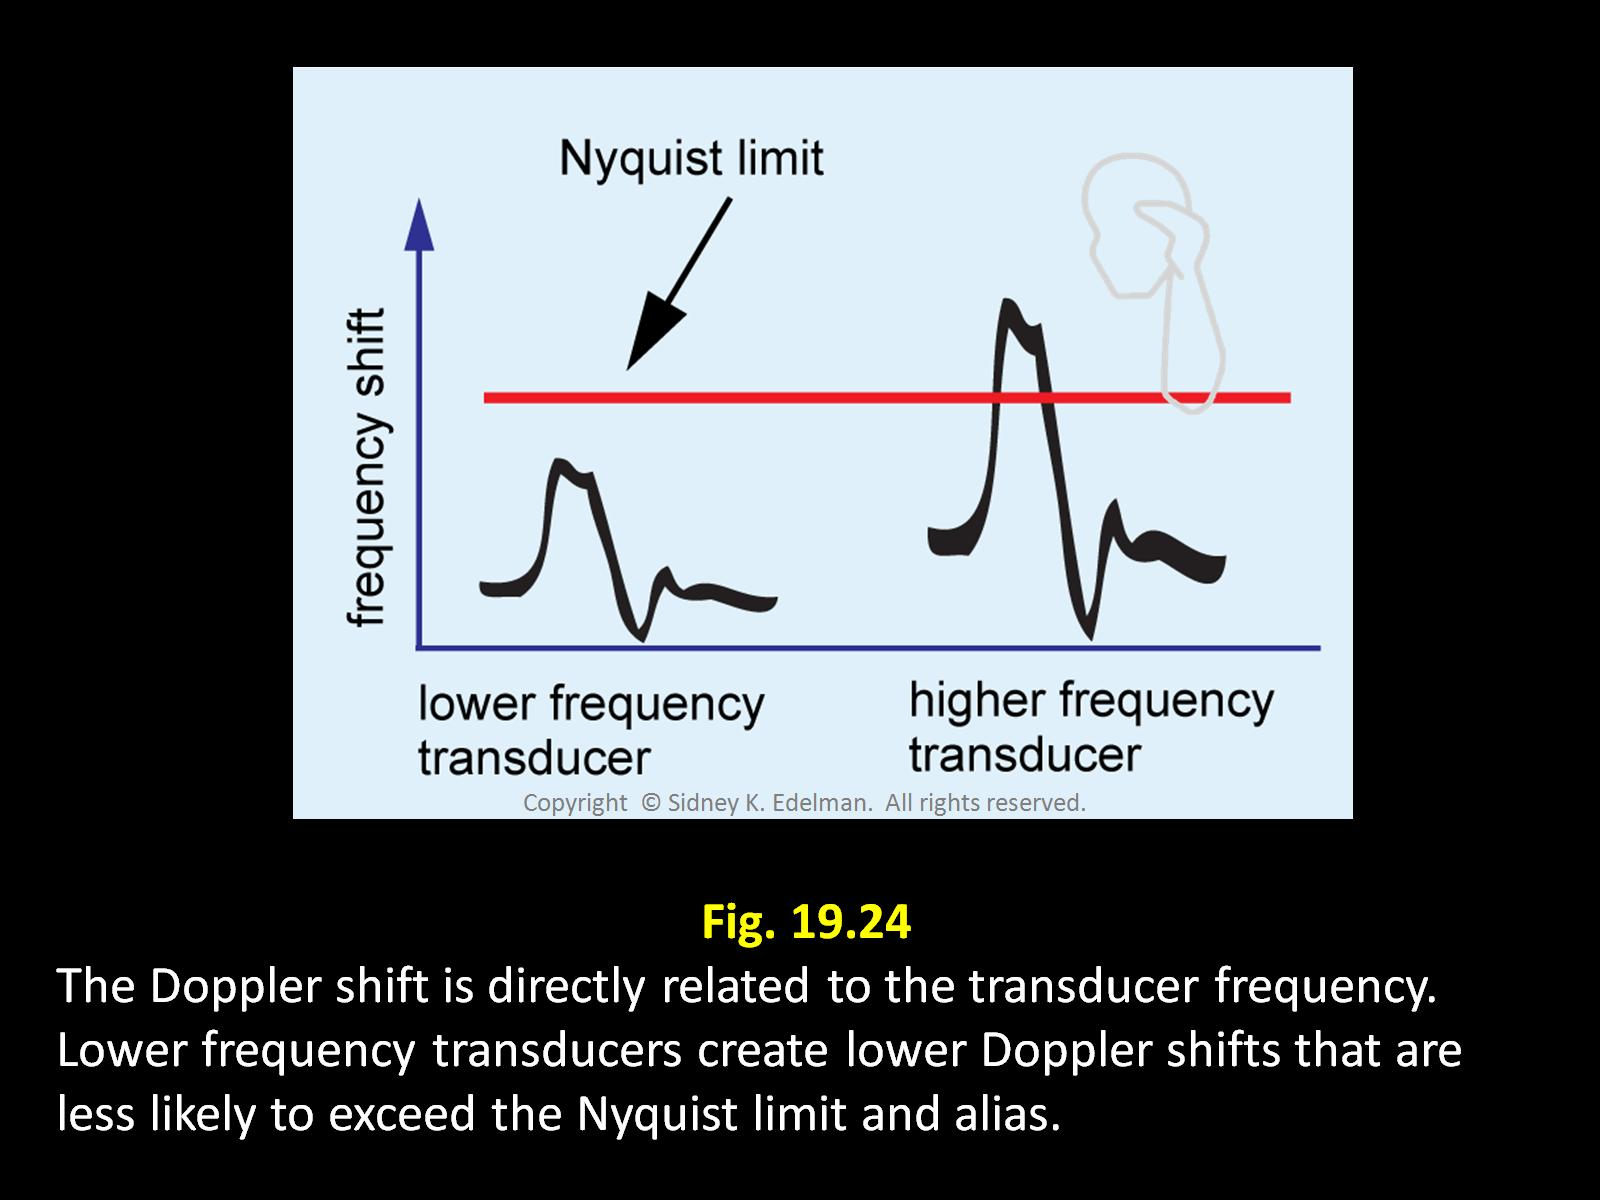 Nyquist limit
frequency shift
lower frequency
transducer
higher frequency
transducer
Copyright © Sidney K. Edelman. All rights reserved.
Fig. 19.24
The Doppler shift is directly related to the transducer frequency.
Lower frequency transducers create lower Doppler shifts that are
less likely to exceed the Nyquist limit and alias.